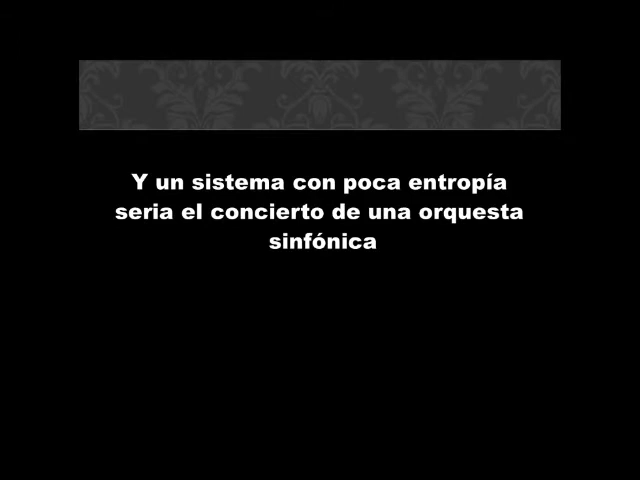 Y un sistema con poca entropía
seria el concierto de una orquesta
sinfónica